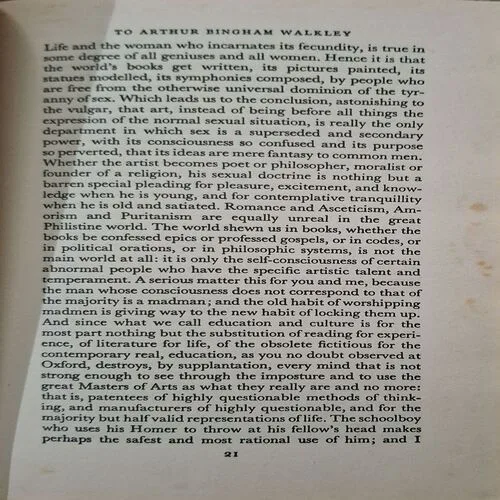 TO ARTHUR BINGHAM WALKLEY
Life and the woman who incarnates its fecundity, is true in
some degree of all geniuses and all women. Hence it is that
the world's books get written, its pictures painted, its
statues modelled, its symphonies composed, by people who
are free from the otherwise universal dominion of the tyr-
anny of sex. Which leads us to the conclusion, astonishing to
the vulgar, that art, instead of being before all things the
expression of the normal sexual situation, is really the only
department in which sex is a superseded and secondary
power, with its consciousness so confused and its purpose
so perverted, that its ideas are mere fantasy to common men.
Whether the artist becomes poet or philosopher, moralist or
founder of a religion, his sexual doctrine is nothing but a
barren special pleading for pleasure, excitement, and know-
ledge when he is young, and for contemplative tranquillity
when he is old and satiated. Romance and Asceticism, Am-
orism and Puritanism are equally unreal in the great
Philistine world. The world shewn us in books, whether the
books be confessed epics or professed gospels, or in codes, or
in political orations, or in philosophic systems, is not the
main world at all: it is only the self-consciousness of certain
abnormal people who have the specific artistic talent and
temperament. A serious matter this for you and me, because
the man whose consciousness does not correspond to that of
the majority is a madman; and the old habit of worshipping
madmen is giving way to the new habit of locking them up.
And since what we call education and culture is for the
most part nothing but the substitution of reading for experi-
ence, of literature for life, of the obsolete fictitious for the
contemporary real, education, as you no doubt observed at
Oxford, destroys, by supplantation, every mind that is not
strong enough to see through the imposture and to use the
great Masters of Arts as what they really are and no more:
that is, patentees of highly questionable methods of think-
ing, and manufacturers of highly questionable, and for the
majority but half valid representations of life. The schoolboy
who uses his Homer to throw at his fellow's head makes
perhaps the safest and most rational use of him; and I
21